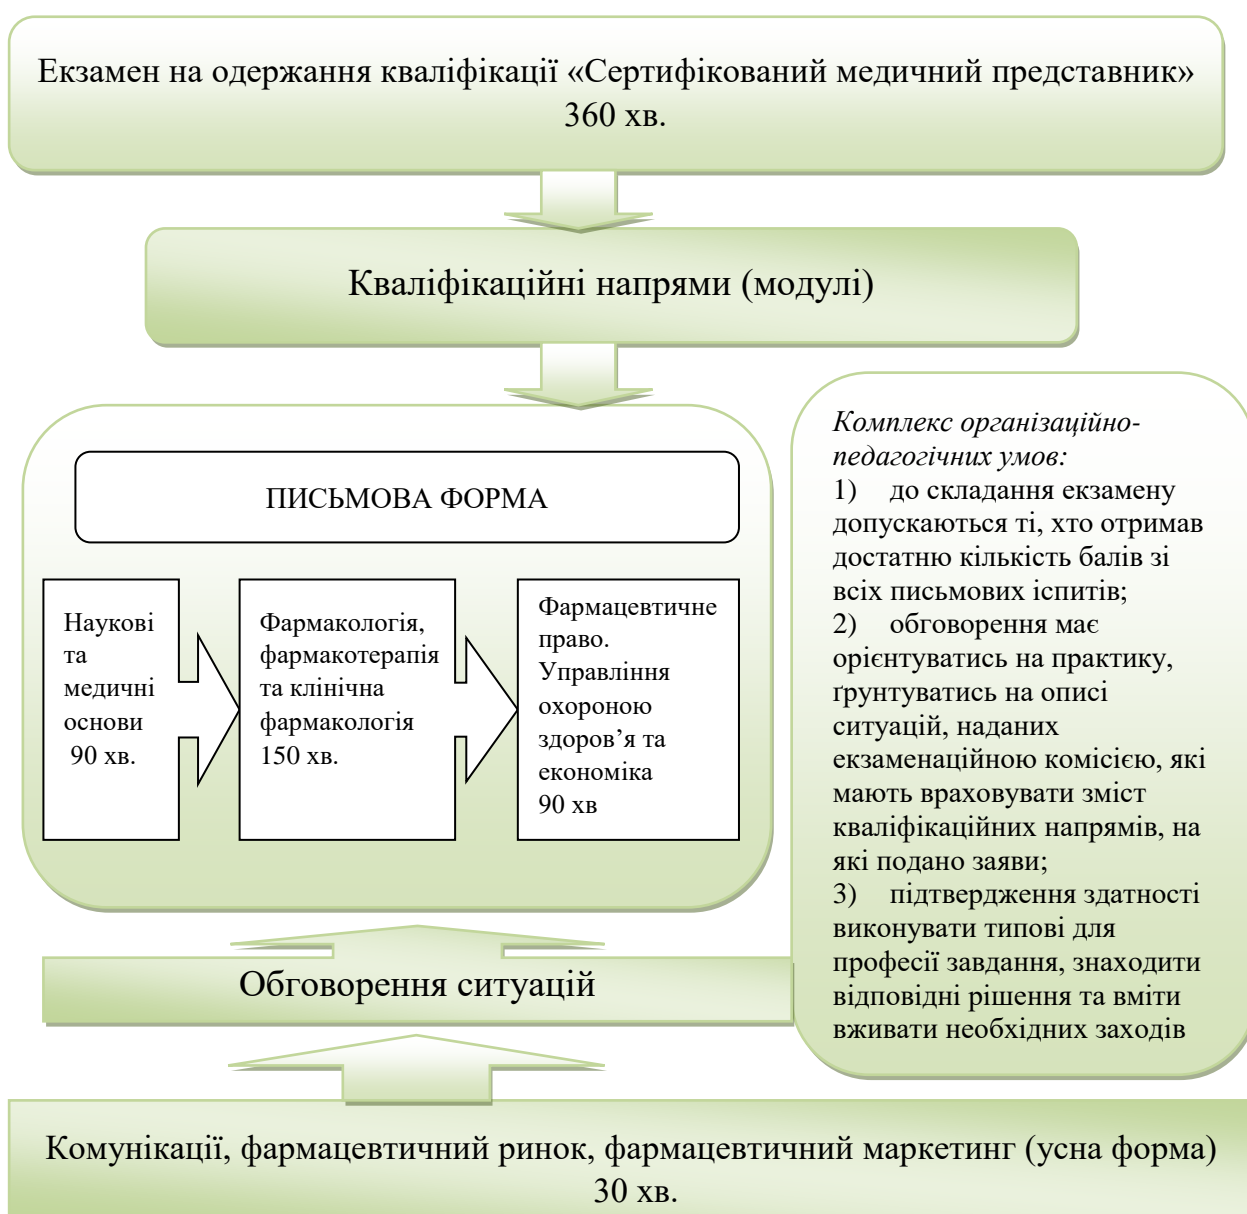 Екзамен на одержання кваліфікації «Сертифікований медичний представник»
360 хв.
Кваліфікаційні напрями (модулі)
ПИСЬМОВА ФОРМА
Наукові
та
медичні
основи
90 хв.
Фармакологія,
фармакотерапія
та клінічна
фармакологія
150 хв.
Фармацевтичне
право.
Управління
охороною
здоров’я та
економіка
90 хв
Комплекс організаційно-
педагогічних умов:
1) до складання екзамену
допускаються ті, хто отримав
достатню кількість балів зі
всіх письмових іспитів;
2) обговорення має
орієнтуватись на практику,
ґрунтуватись на описі
ситуацій, наданих
екзаменаційною комісією, які
мають враховувати зміст
кваліфікаційних напрямів, на
які подано заяви;
3) підтвердження здатності
виконувати типові для
професії завдання, знаходити
відповідні рішення та вміти
вживати необхідних заходів
Обговорення ситуацій
Комунікації, фармацевтичний ринок, фармацевтичний маркетинг (усна форма)
30 хв.